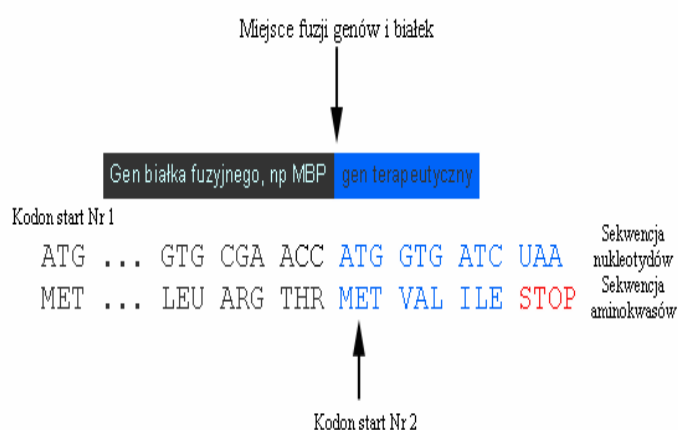 Miejsce fuzji genów i białek
Gen białka fuzyjnego, np MBP gen terapeutyczny
Kodon start Nr 1
ATG ... GTG CGA ACC ATG GTG ATC UAA
Sekwencja
nukleotydów
MET ... LEU ARG THR MET VAL ILE STOP
Sekwencja
aminokwasów
Kodon start Nr 2